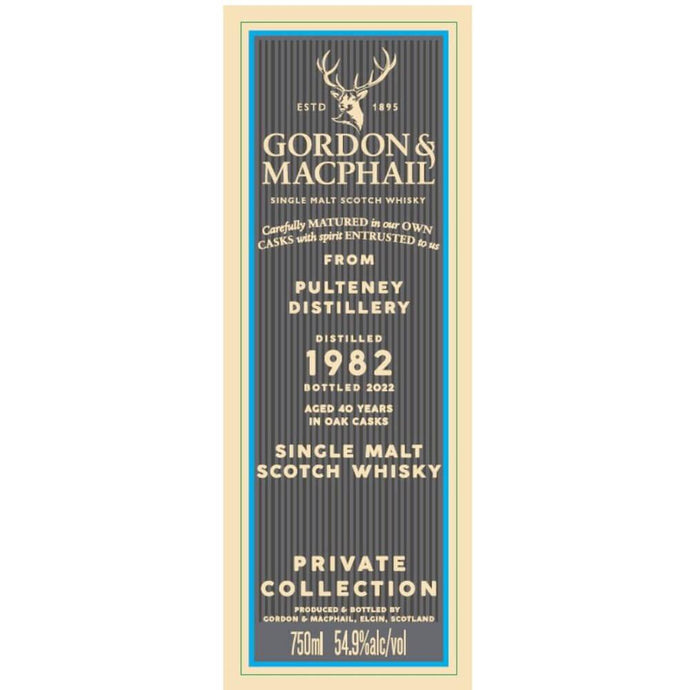 ESTD 1895
GORDON &
MACPHAIL
SINGLE MALT SCOTCH WHISKY
Carefully MATURED in our OWN
CASKS with spirit ENTRUSTED to us
FROM
PULTENEY
DISTILLERY
DISTILLED
1982
BOTTLED 2022
AGED 40 YEARS
IN OAK CASKS
SINGLE MALT
SCOTCH WHISKY
PRIVATE
COLLECTION
PRODUCED & BOTTLED BY
GORDON & MACPHAIL, ELGIN, SCOTLAND
750ml 54.9%alc/vol